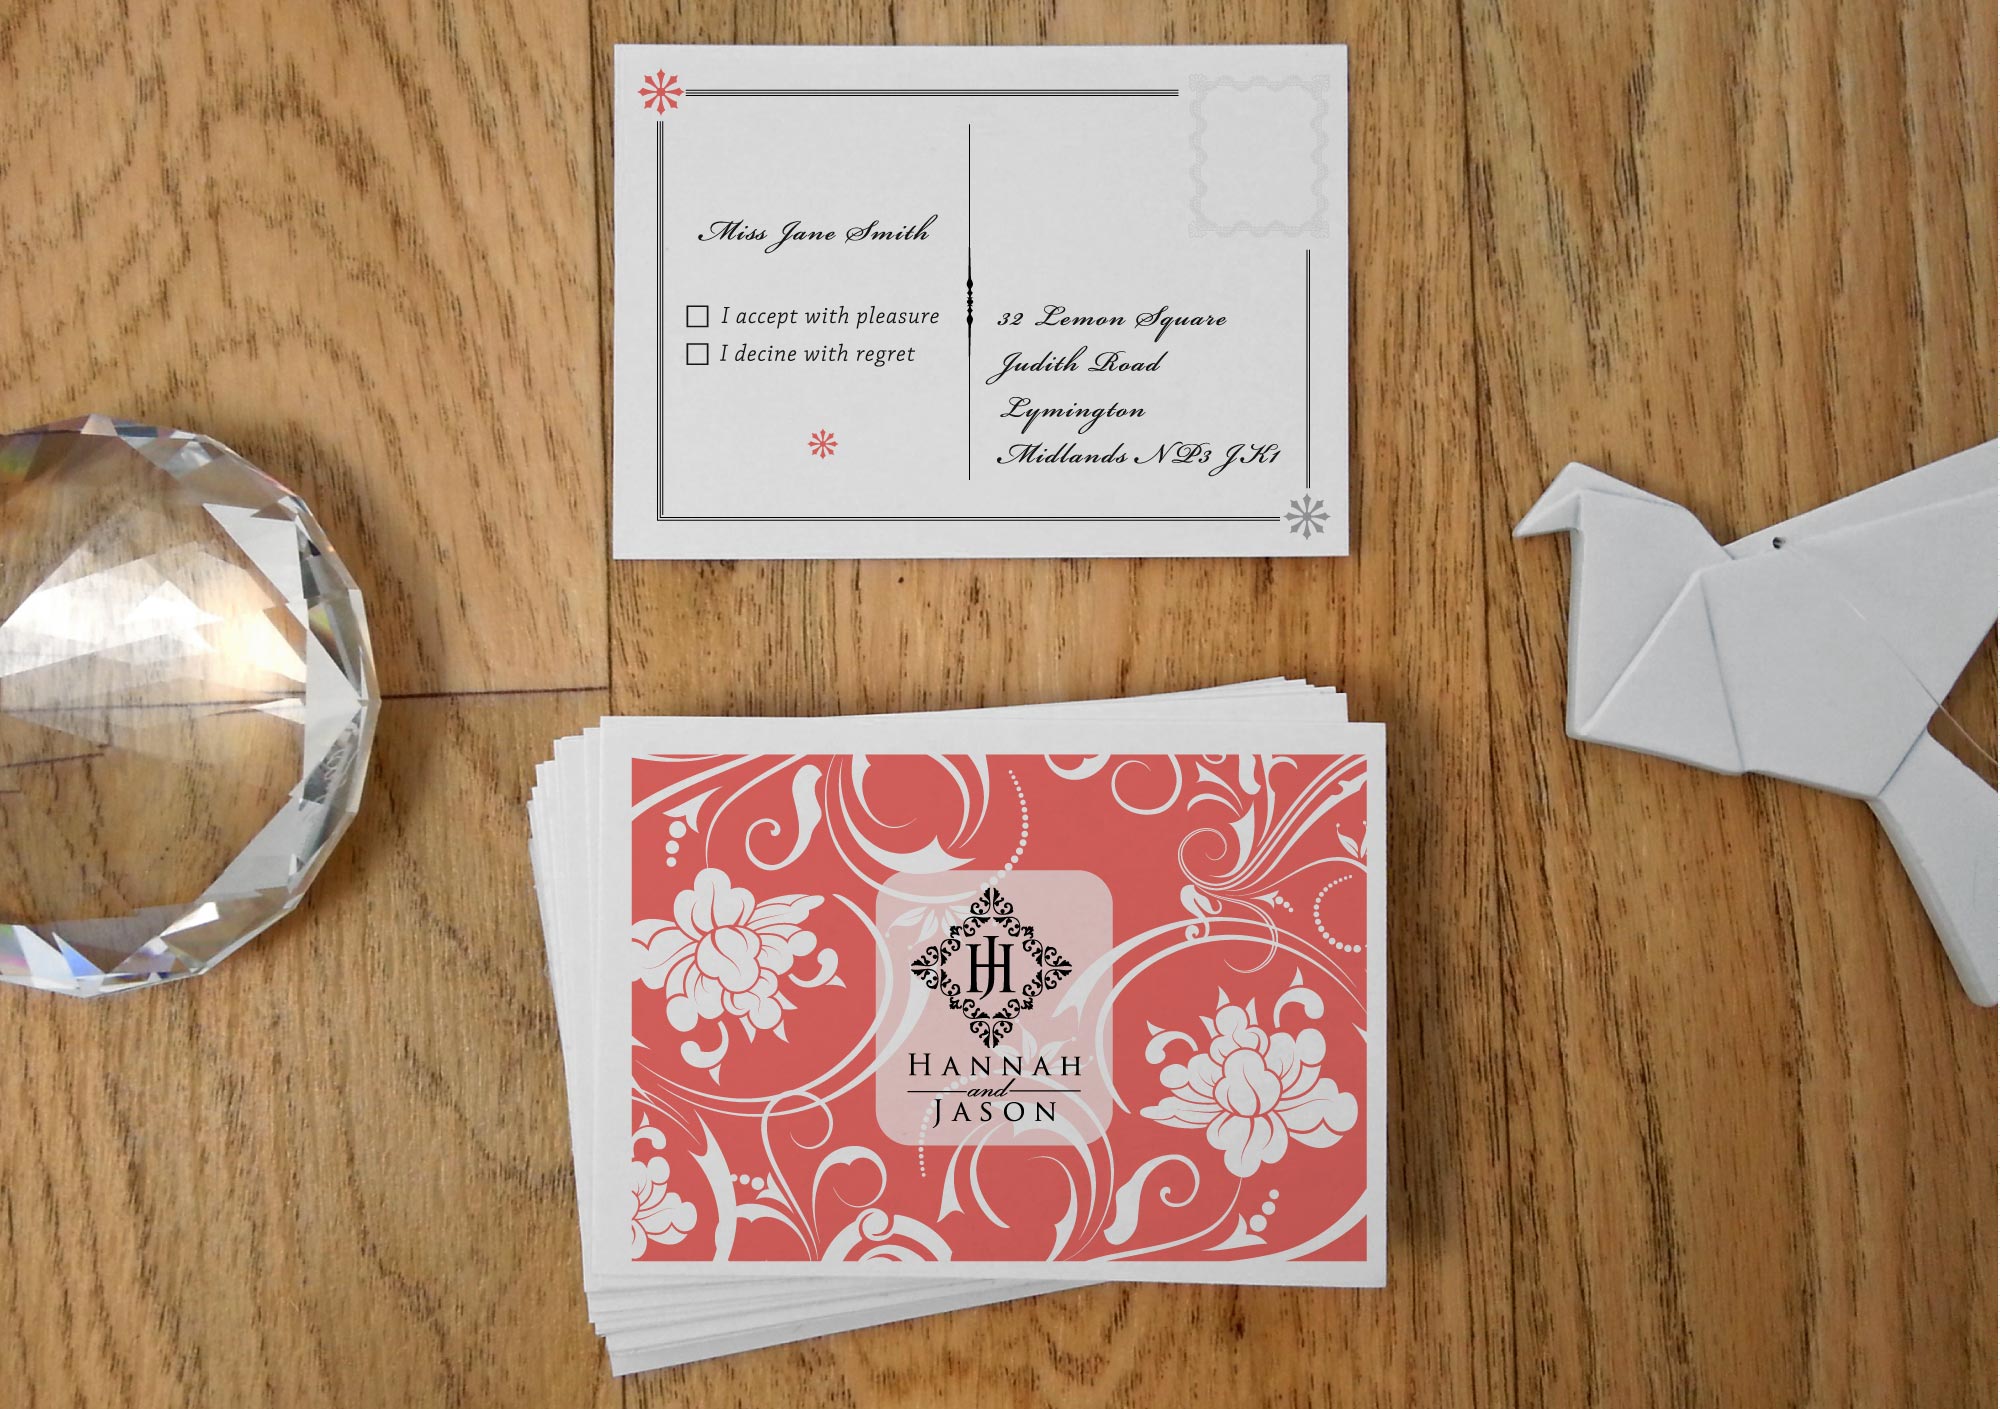 Miss Jane Smith
I accept with pleasure
I decine with regret
32 Lemon Square
Judith Road
Lymington
Midlands NP3 JK1
HJ
HANNAH
and
JASON